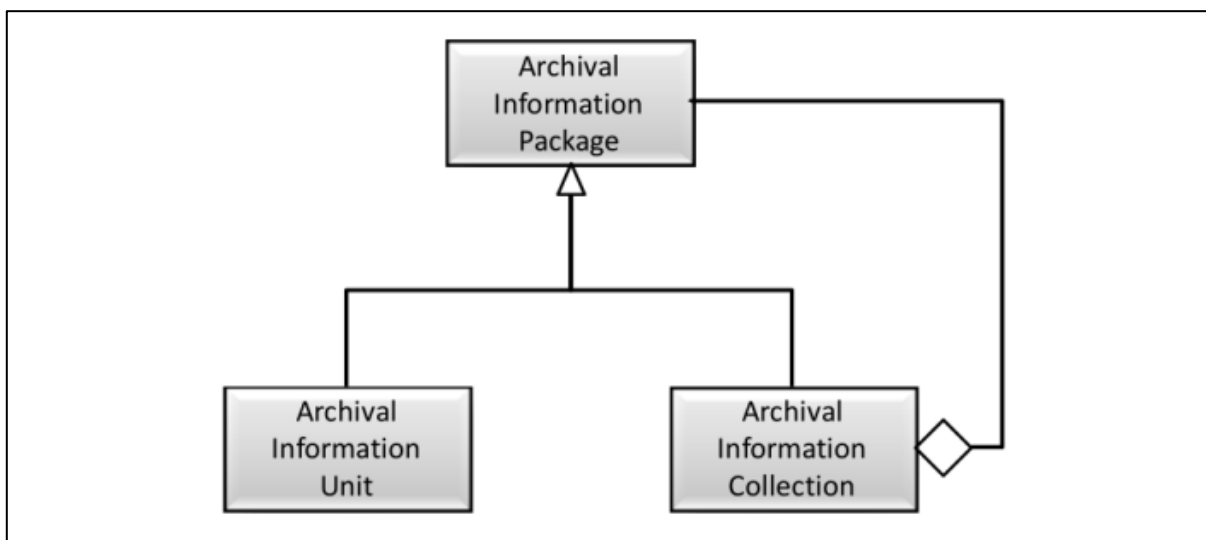 Archival
Information
Package
Archival
Information
Unit
Archival
Information
Collection